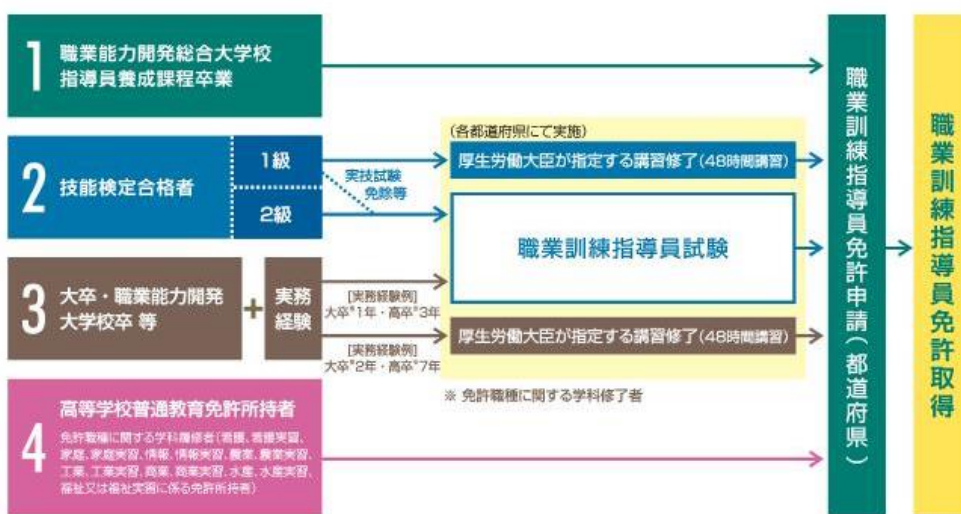 1
職業能力開発総合大学校
指導員養成課程卒業
2
技能検定合格者
1級
2級
実技試験
免除等
(各都道府県にて実施)
厚生労働大臣が指定する講習修了(48時間講習)
職業訓練指導員試験
3
大卒・職業能力開発
大学校卒 等
+
実務
経験
[実務経験例]
大卒※1年・高卒※3年
[実務経験例]
大卒※2年・高卒※7年
厚生労働大臣が指定する講習修了(48時間講習)
※ 免許職種に関する学科修了者
4
高等学校普通教育免許所持者
免許職種に関する学科履修者(看護、看護実習、
家庭、家庭実習、情報、情報実習、農業、農業実習、
工業、工業実習、商業、商業実習、水産、水産実習、
福祉又は福祉実習に係る免許所持者)
職業訓練指導員免許申請(都道府県)
職業訓練指導員免許取得